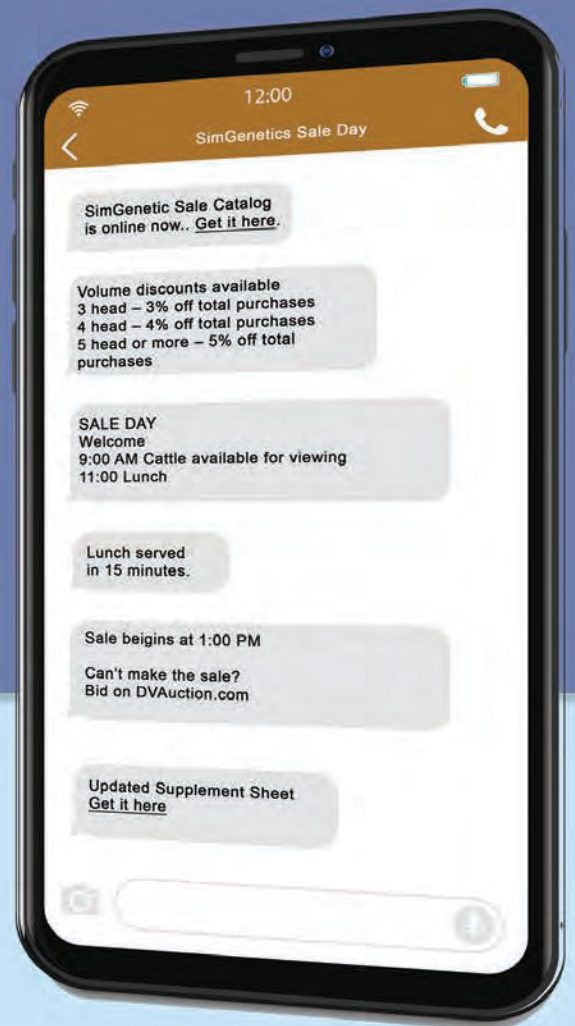 12:00
SimGenetics Sale Day
SimGenetic Sale Catalog
is online now.. Get it here.
Volume discounts available
3 head – 3% off total purchases
4 head – 4% off total purchases
5 head or more – 5% off total
purchases
SALE DAY
Welcome
9:00 AM Cattle available for viewing
11:00 Lunch
Lunch served
in 15 minutes.
Sale beigins at 1:00 PM
Can't make the sale?
Bid on DVAuction.com
Updated Supplement Sheet
Get it here